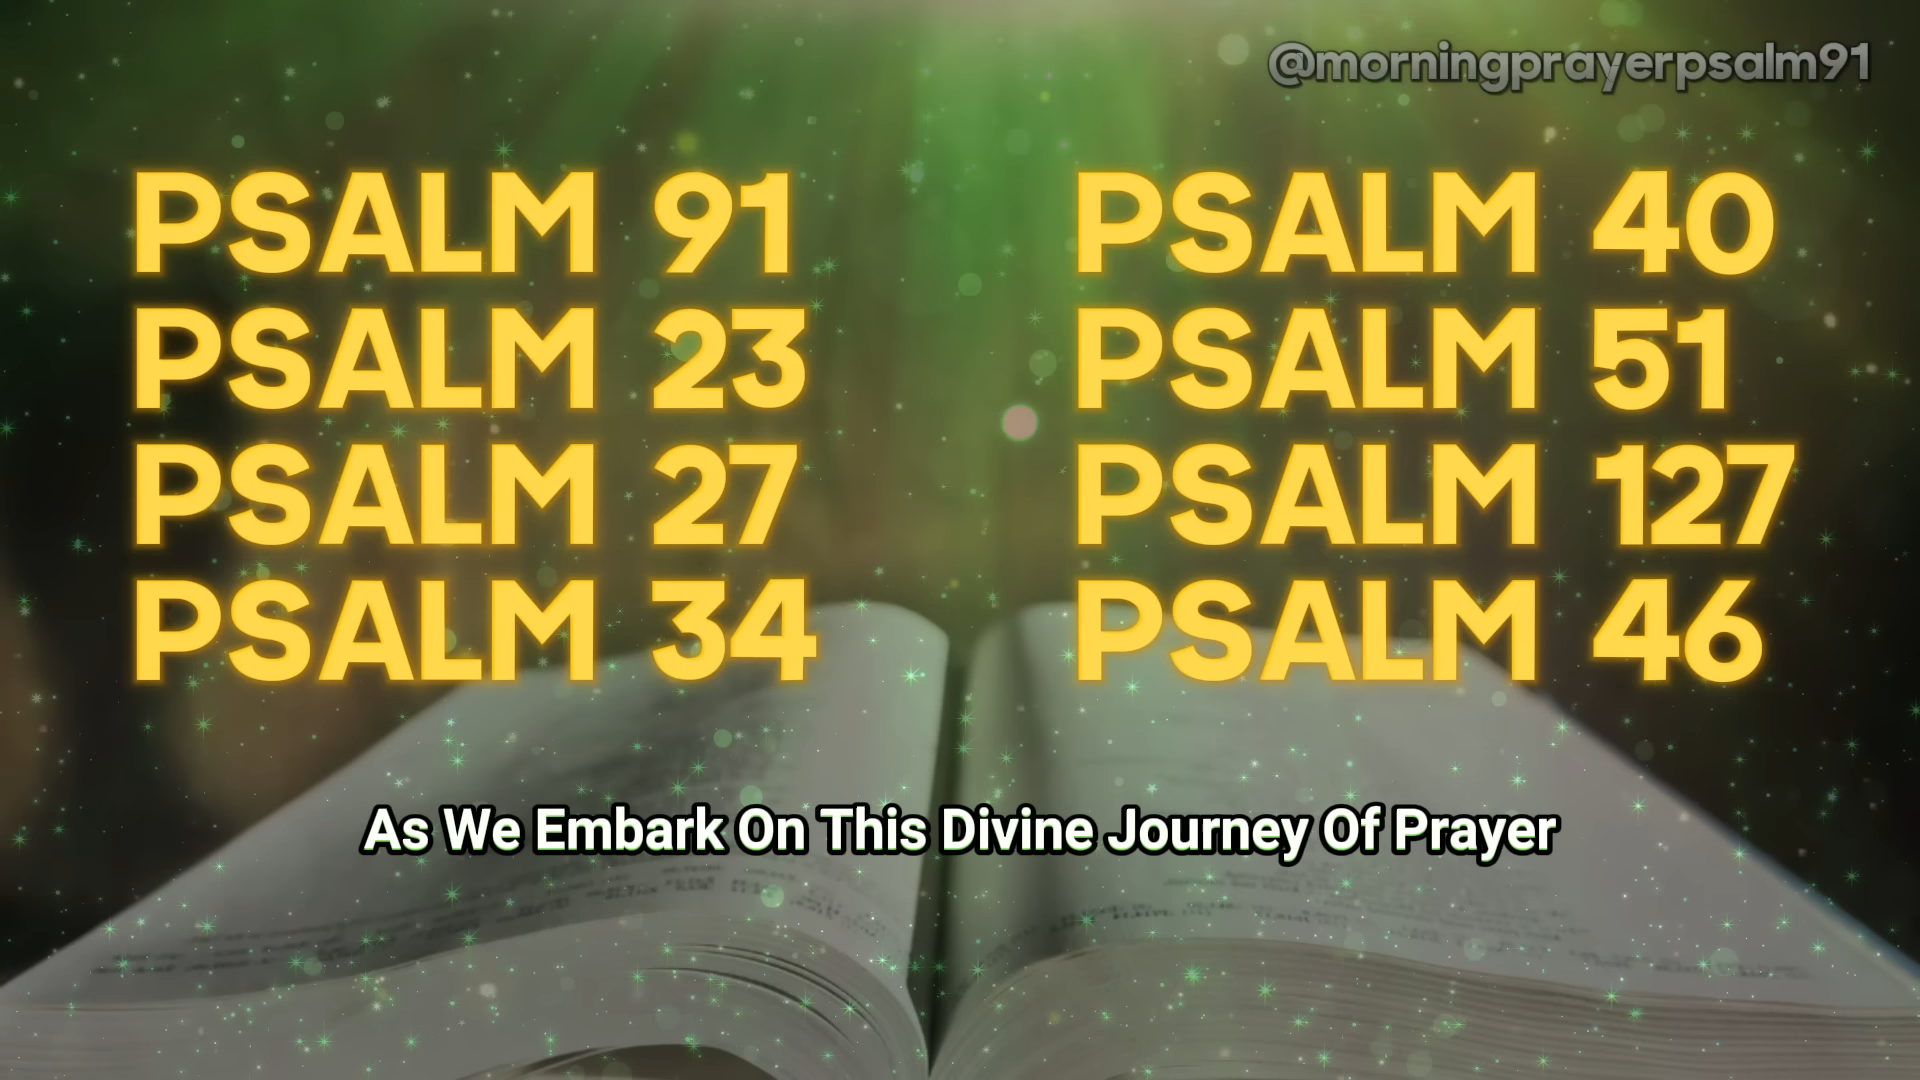 @morningprayerpsalm91
PSALM 91
PSALM 23
PSALM 27
PSALM 34
PSALM 40
PSALM 51
PSALM 127
PSALM 46
As We Embark On This Divine Journey Of Prayer